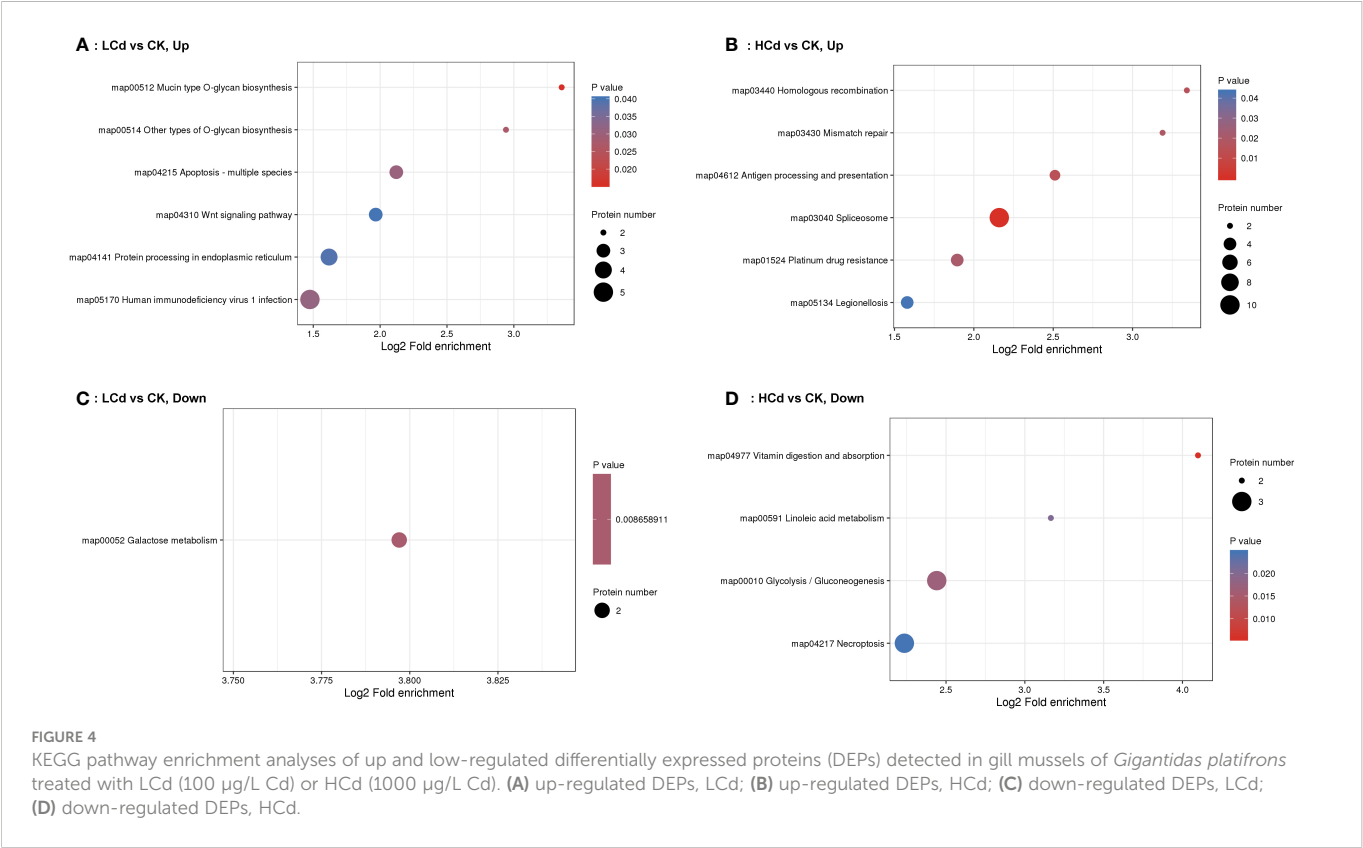 A : LCd vs CK, Up
map00512 Mucin type O-glycan biosynthesis
map00514 Other types of O-glycan biosynthesis
map04215 Apoptosis - multiple species
map04310 Wnt signaling pathway
map04141 Protein processing in endoplasmic reticulum
map05170 Human immunodeficiency virus 1 infection
1.5 2.0 2.5 3.0
Log2 Fold enrichment
P value
0.040
0.035
0.030
0.025
0.020
Protein number
2
3
4
5
B : HCd vs CK, Up
map03440 Homologous recombination
map03430 Mismatch repair
map04612 Antigen processing and presentation
map03040 Spliceosome
map01524 Platinum drug resistance
map05134 Legionellosis
1.5 2.0 2.5 3.0
Log2 Fold enrichment
P value
0.04
0.03
0.02
0.01
Protein number
2
4
6
8
10
C : LCd vs CK, Down
map00052 Galactose metabolism
3.750 3.775 3.800 3.825
Log2 Fold enrichment
P value
0.008658911
Protein number
2
D : HCd vs CK, Down
map04977 Vitamin digestion and absorption
map00591 Linoleic acid metabolism
map00010 Glycolysis / Gluconeogenesis
map04217 Necroptosis
2.5 3.0 3.5 4.0
Log2 Fold enrichment
Protein number
2
3
P value
0.020
0.015
0.010
FIGURE 4
KEGG pathway enrichment analyses of up and low-regulated differentially expressed proteins (DEPs) detected in gill mussels of Gigantidas platifrons
treated with LCd (100 µg/L Cd) or HCd (1000 µg/L Cd). (A) up-regulated DEPs, LCd; (B) up-regulated DEPs, HCd; (C) down-regulated DEPs, LCd;
(D) down-regulated DEPs, HCd.